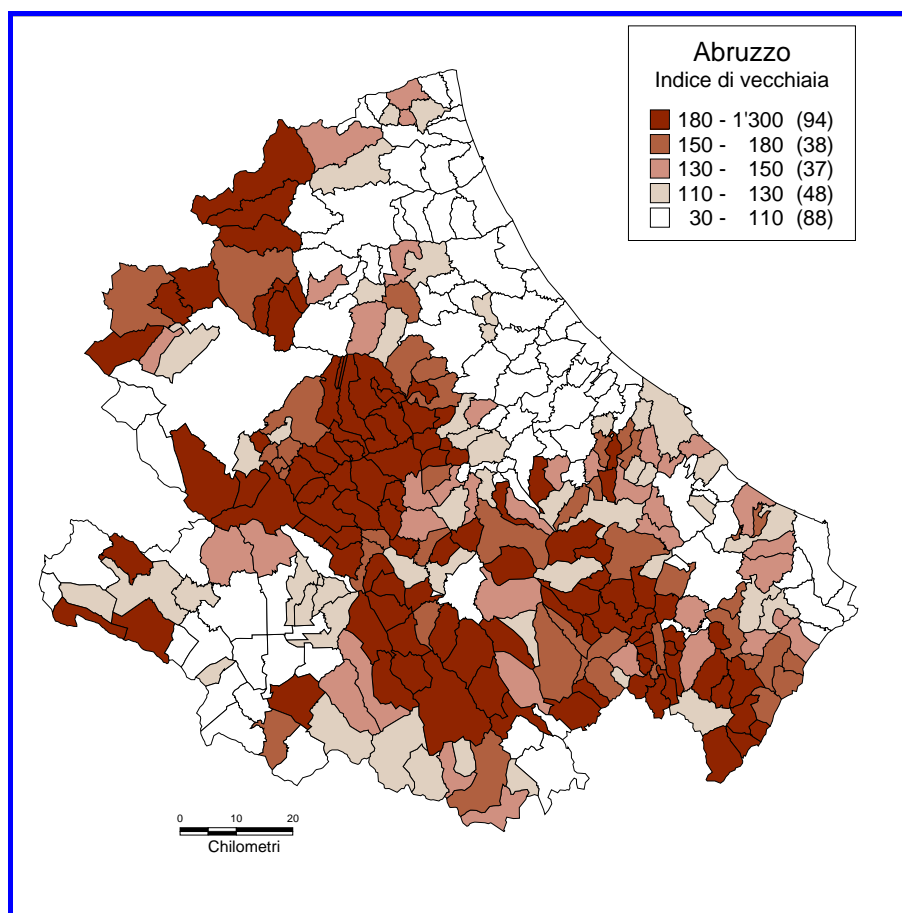 Abruzzo
Indice di vecchiaia
180 - 1'300 (94)
150 - 180 (38)
130 - 150 (37)
110 - 130 (48)
30 - 110 (88)
0 10 20
Chilometri